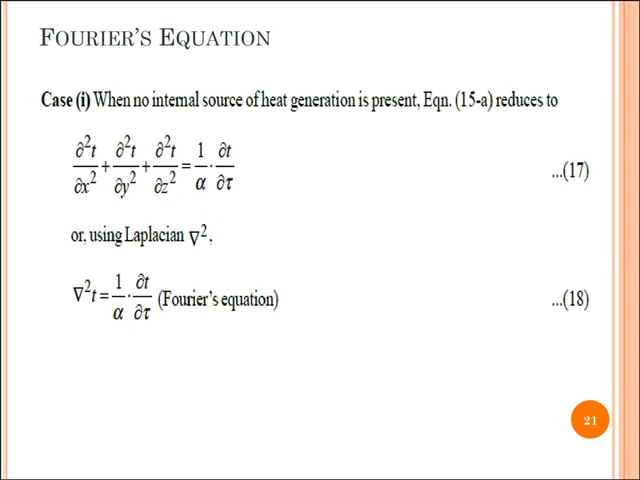 FOURIER'S EQUATION
Case (i) When no internal source of heat generation is present, Eqn. (15-a) reduces to
∂²t/∂x² + ∂²t/∂y² + ∂²t/∂z² = 1/α · ∂t/∂τ ...(17)
or, using Laplacian ∇²,
∇²t = 1/α · ∂t/∂τ (Fourier's equation) ...(18)
21